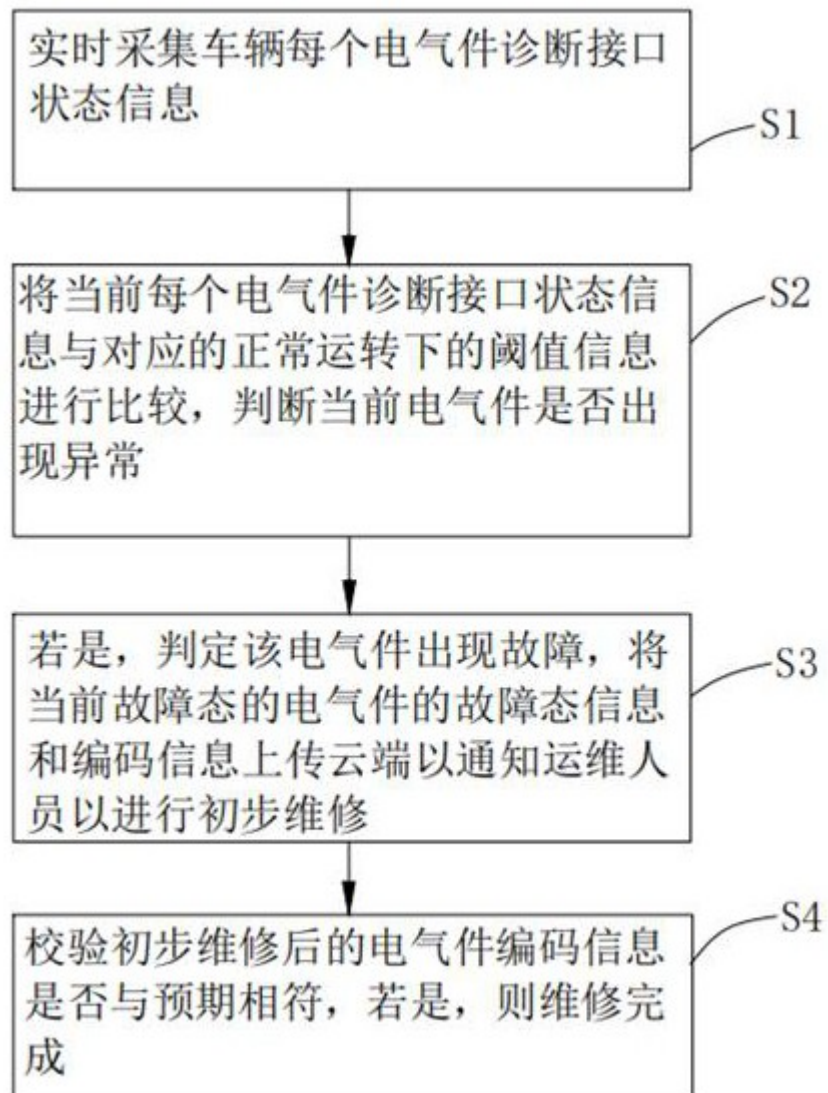 实时采集车辆每个电气件诊断接口
状态信息
S1
将当前每个电气件诊断接口状态信
息与对应的正常运转下的阈值信息
进行比较，判断当前电气件是否出
现异常
S2
若是，判定该电气件出现故障，将
当前故障态的电气件的故障态信息
和编码信息上传云端以通知运维人
员以进行初步维修
S3
校验初步维修后的电气件编码信息
是否与预期相符，若是，则维修完
成
S4